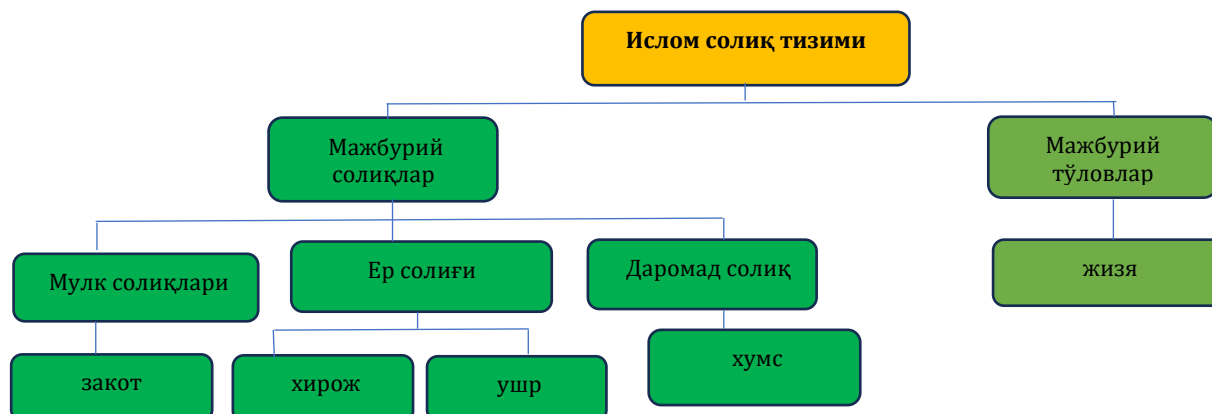 Ислом солиқ тизими
Мажбурий
солиқлар
Мажбурий
тўловлар
Мулк солиқлари
Ер солиғи
Даромад солиқ
жизя
закот
хирож
ушр
хумс